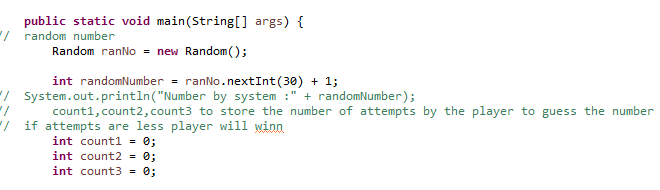 public static void main(String[] args) {
// random number
Random ranNo = new Random();
int randomNumber = ranNo.nextInt(30) + 1;
// System.out.println("Number by system :" + randomNumber);
// count1,count2,count3 to store the number of attempts by the player to guess the number
// if attempts are less player will winn
int count1 = 0;
int count2 = 0;
int count3 = 0;